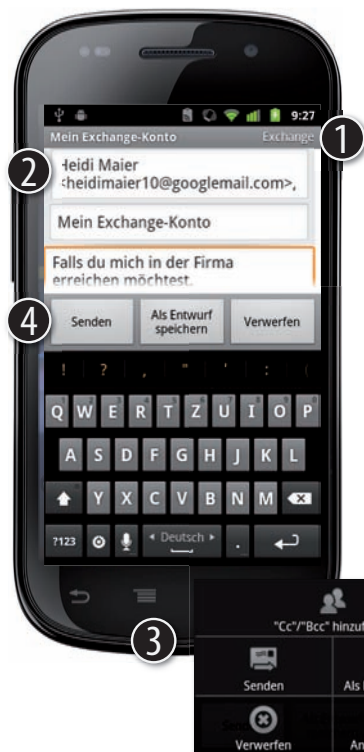 9:27
Mein Exchange-Konto Exchange
1
2
Heidi Maier
<heidimaier10@googlemail.com>,
Mein Exchange-Konto
Falls du mich in der Firma
erreichen möchtest.
4
Senden Als Entwurf speichern Verwerfen
! ? , " ' : (
Q W E R T Z U I O P
A S D F G H J K L
Y X C V B N M
?123 Deutsch .
3
"Cc"/"Bcc" hinzuf
Senden Als
Verwerfen An